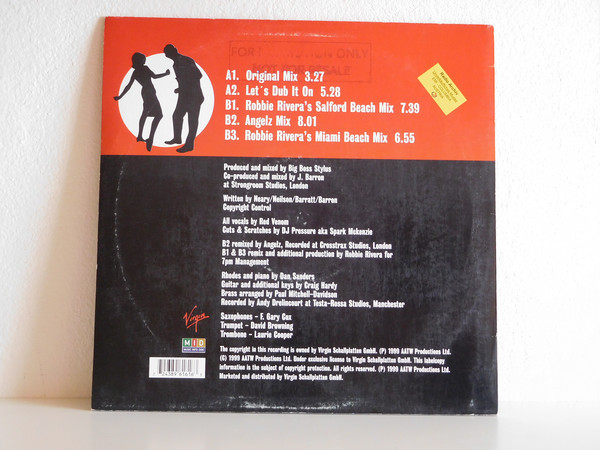 FOR ONLY
NOT FOR SALE
A1. Original Mix 3.27
A2. Let´s Dub It On 5.28
B1. Robbie Rivera's Salford Beach Mix 7.39
B2. Angelz Mix 8.01
B3. Robbie Rivera's Miami Beach Mix 6.55
Produced and mixed by Big Boss Stylus
Co-produced and mixed by J. Barron
at Strongroom Studios, London
Written by Neary/Neilson/Barratt/Barron
Copyright Control
All vocals by Red Venom
Cuts & Scratches by DJ Pressure aka Spark Mckenzie
B2 remixed by Angelz, Recorded at Crosstrax Studios, London
B1 & B3 remix and additional production by Robbie Rivera for
7pm Management
Rhodes and piano by Dan Sanders
Guitar and additional keys by Craig Hardy
Brass arranged by Paul Mitchell-Davidson
Recorded by Andy Drelincourt at Testa-Rossa Studios, Manchester
Saxophones - F. Gary Cox
Trumpet - David Browning
Trombone - Laurie Cooper
Virgin
MID
The copyright in this recording is owned by Virgin Schallplatten GmbH. (P) 1999 AATW Productions Ltd.
(C) 1999 AATW Productions Ltd. Under exclusive license to Virgin Schallplatten GmbH. This labelcopy
information is the subject of copyright protection. All rights reserved. (P) 1999 AATW Productions Ltd.
Marketed and distributed by Virgin Schallplatten GmbH.